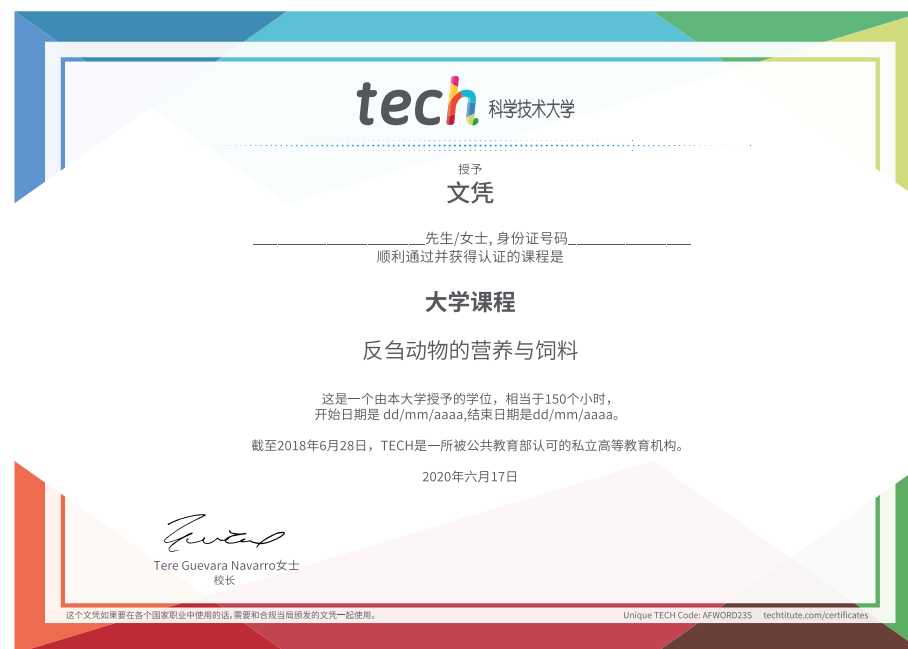 tech 科学技术大学
授予
文凭
________________________先生/女士, 身份证号码_________________
顺利通过并获得认证的课程是
大学课程
反刍动物的营养与饲料
这是一个由本大学授予的学位，相当于150个小时，
开始日期是 dd/mm/aaaa,结束日期是dd/mm/aaaa。
截至2018年6月28日，TECH是一所被公共教育部认可的私立高等教育机构。
2020年六月17日
Tere Guevara Navarro女士
校长
这个文凭如果要在各个国家职业中使用的话,需要和合规当局颁发的文凭一起使用。
Unique TECH Code: AFWORD23S techtitute.com/certificates